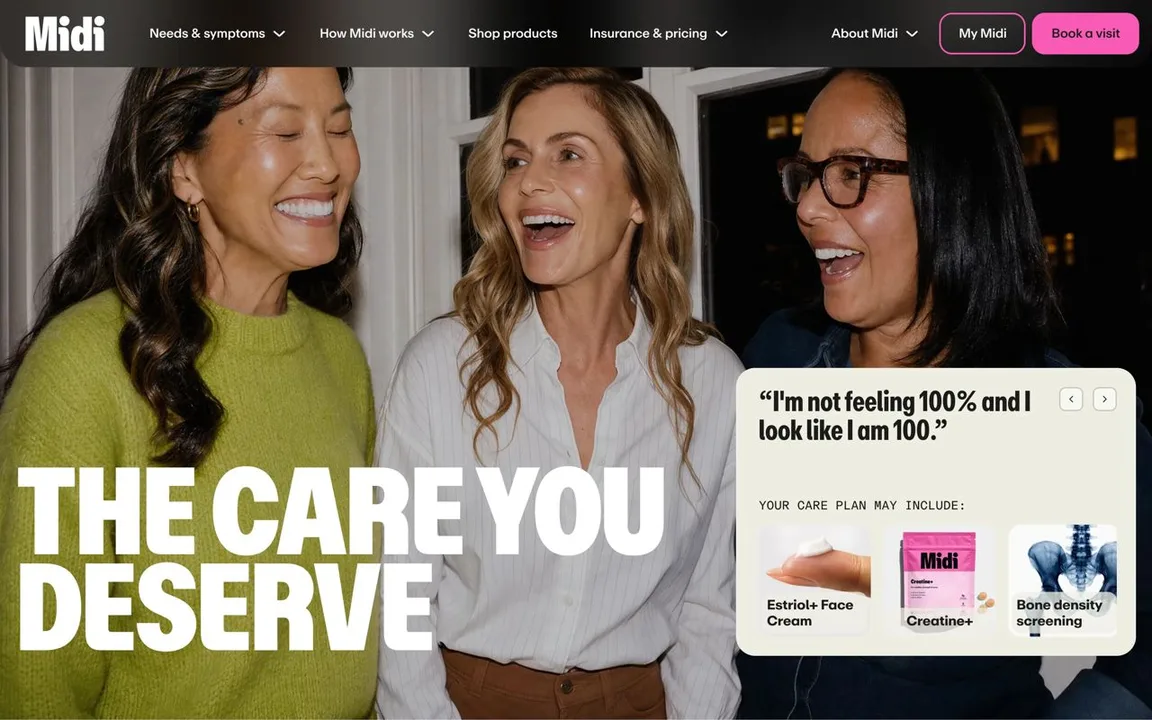 Midi
Needs & symptoms
How Midi works
Shop products
Insurance & pricing
About Midi
My Midi
Book a visit
THE CARE YOU
DESERVE
“I'm not feeling 100% and I
look like I am 100.”
YOUR CARE PLAN MAY INCLUDE:
Estriol+ Face
Cream
Midi
Creatine+
Creatine+
Bone density
screening